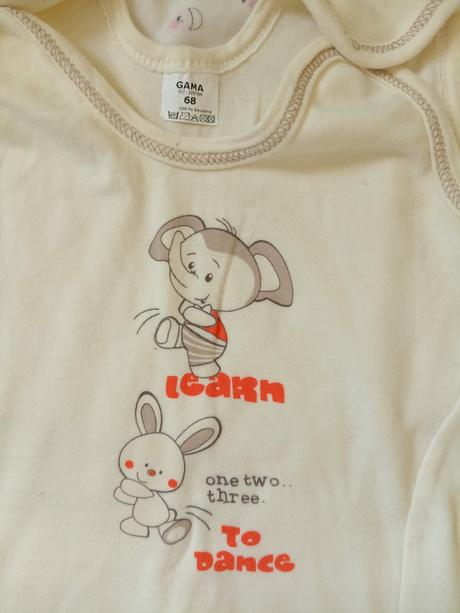 GAMA
68
LEARN
one two..
three.
TO
DANCE